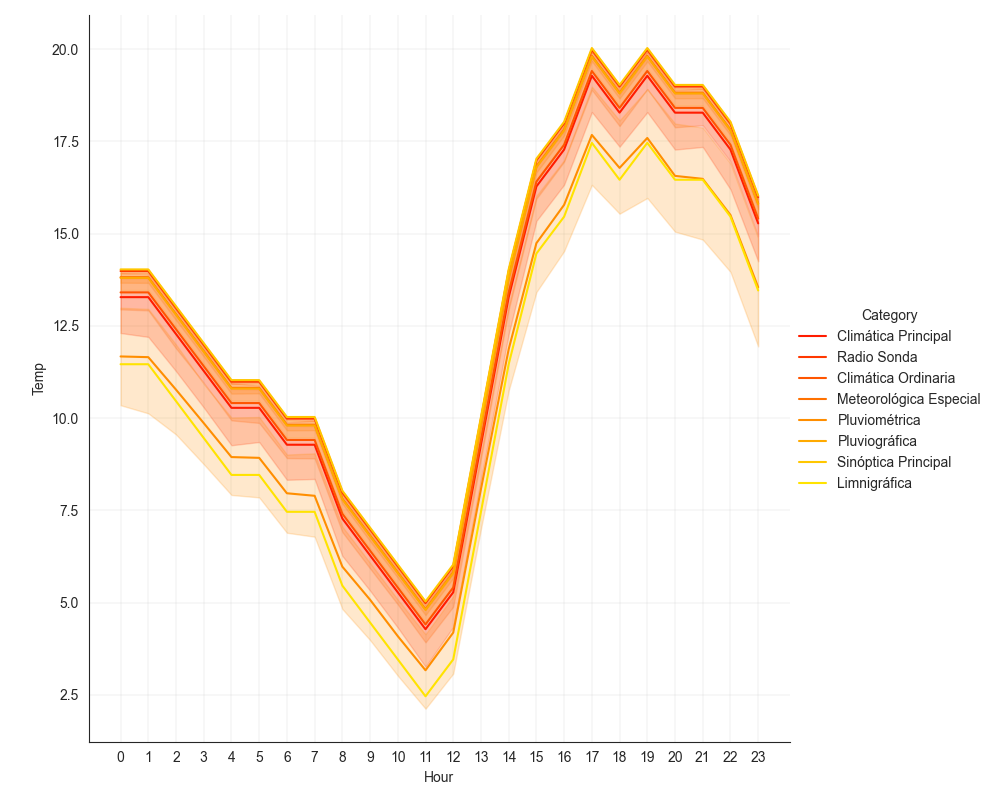 20.0
17.5
15.0
12.5
10.0
7.5
5.0
2.5
Temp
0 1 2 3 4 5 6 7 8 9 10 11 12 13 14 15 16 17 18 19 20 21 22 23
Hour
Category
Climática Principal
Radio Sonda
Climática Ordinaria
Meteorológica Especial
Pluviométrica
Pluviográfica
Sinóptica Principal
Limnigráfica